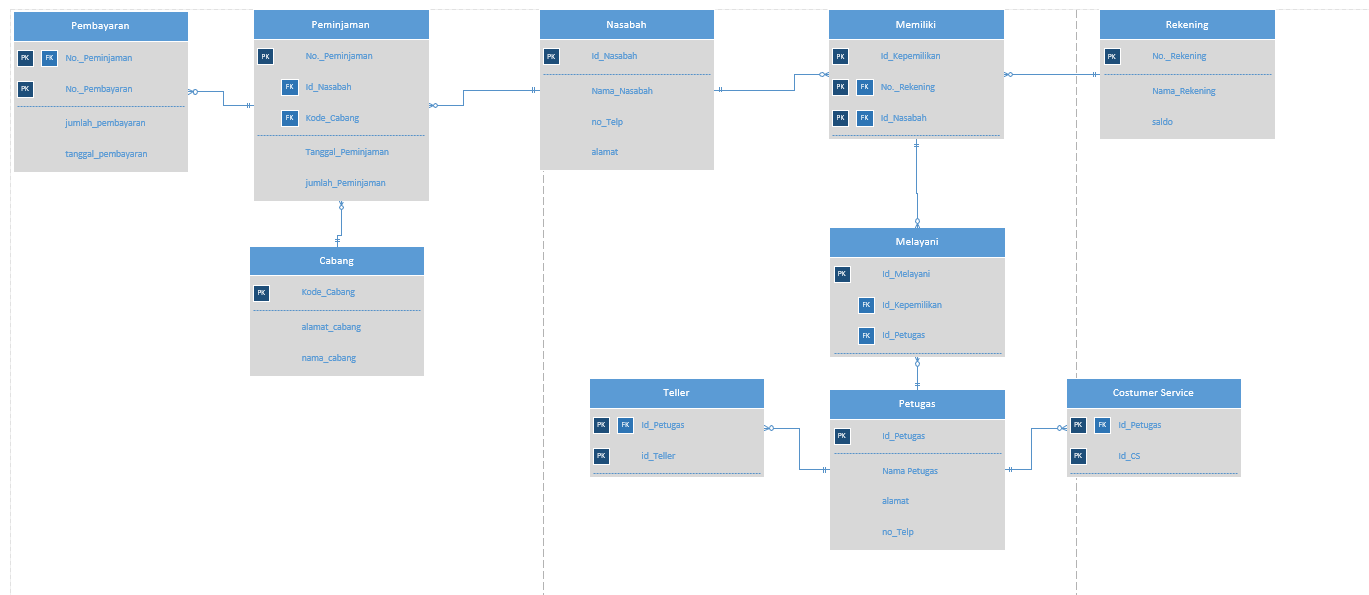 Pembayaran
PK FK No._Peminjaman
PK No._Pembayaran
jumlah_pembayaran
tanggal_pembayaran
Peminjaman
PK No._Peminjaman
FK Id_Nasabah
FK Kode_Cabang
Tanggal_Peminjaman
jumlah_Peminjaman
Nasabah
PK Id_Nasabah
Nama_Nasabah
no_Telp
alamat
Memiliki
PK Id_Kepemilikan
PK FK No._Rekening
PK FK Id_Nasabah
Rekening
PK No._Rekening
Nama_Rekening
saldo
Cabang
PK Kode_Cabang
alamat_cabang
nama_cabang
Melayani
PK Id_Melayani
FK Id_Kepemilikan
FK Id_Petugas
Teller
PK FK Id_Petugas
PK id_Teller
Petugas
PK Id_Petugas
Nama Petugas
alamat
no_Telp
Costumer Service
PK FK Id_Petugas
PK Id_CS